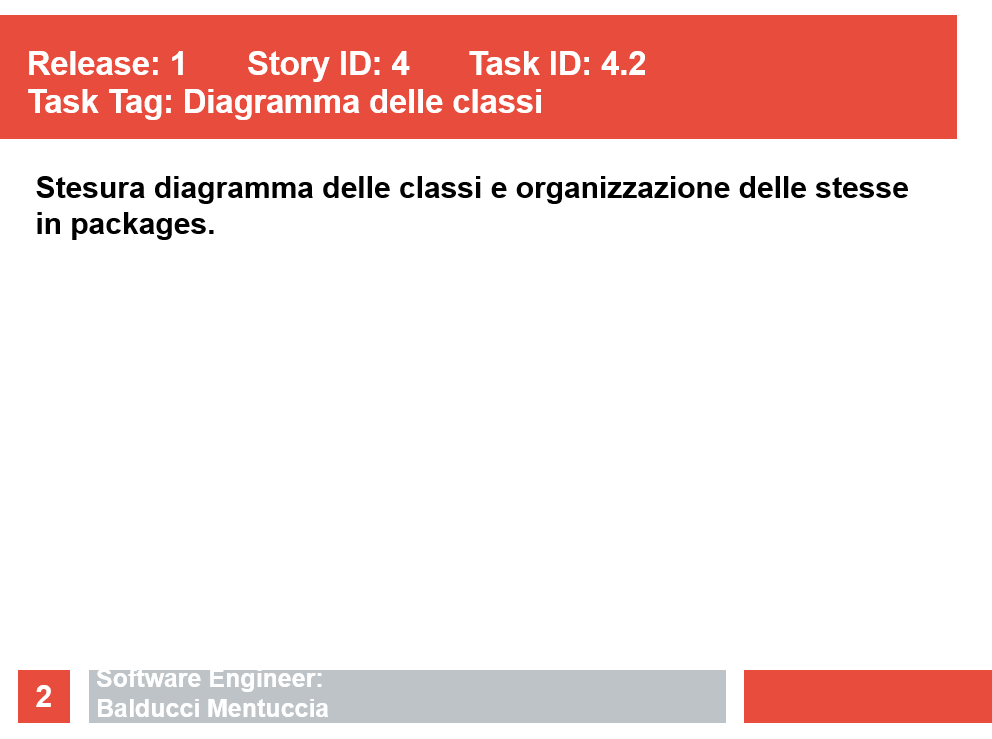 Release: 1 Story ID: 4 Task ID: 4.2
Task Tag: Diagramma delle classi
Stesura diagramma delle classi e organizzazione delle stesse
in packages.
2
Software Engineer:
Balducci Mentuccia